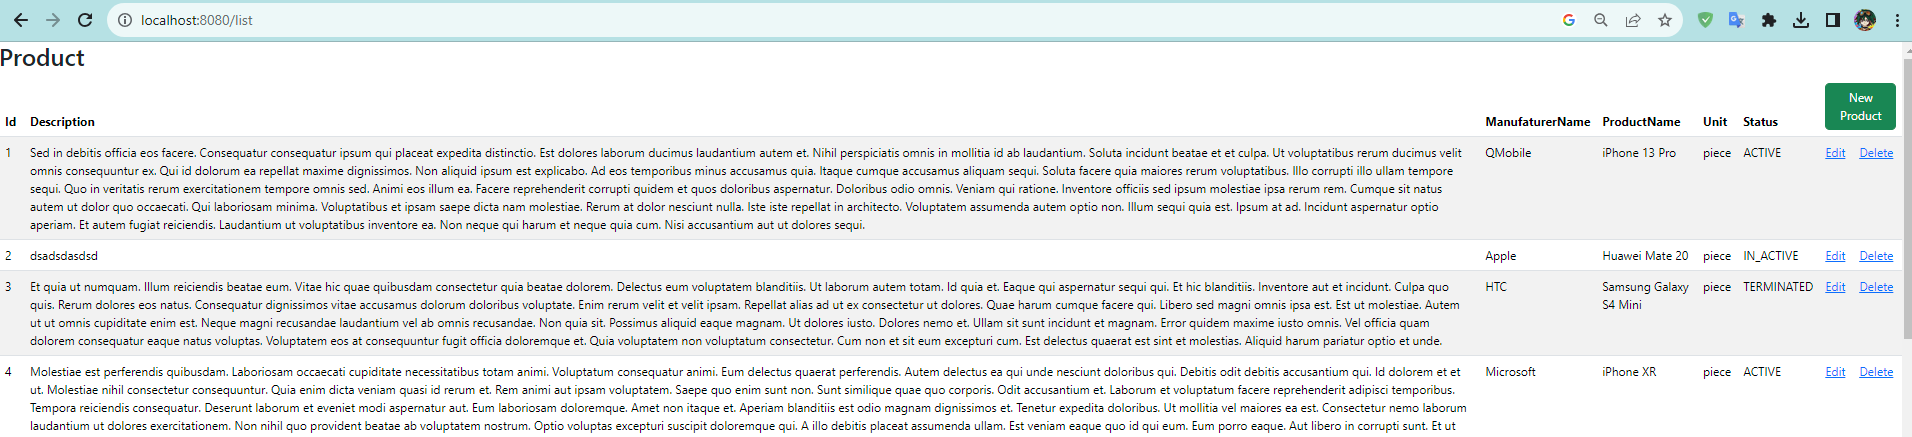 localhost:8080/list
Product
New
Product
Id Description ManufaturerName ProductName Unit Status
1 Sed in debitis officia eos facere. Consequatur consequatur ipsum qui placeat expedita distinctio. Est dolores laborum ducimus laudantium autem et. Nihil perspiciatis omnis in mollitia id ab laudantium. Soluta incidunt beatae et et culpa. Ut voluptatibus rerum ducimus velit QMobile iPhone 13 Pro piece ACTIVE Edit Delete
omnis consequuntur ex. Qui id dolorum ea repellat maxime dignissimos. Non aliquid ipsum est explicabo. Ad eos temporibus minus accusamus quia. Itaque cumque accusamus aliquam sequi. Soluta facere quia maiores rerum voluptatibus. Illo corrupti illo ullam tempore
sequi. Quo in veritatis rerum exercitationem tempore omnis sed. Animi eos illum ea. Facere reprehenderit corrupti quidem et quos doloribus aspernatur. Doloribus odio omnis. Veniam qui ratione. Inventore officiis sed ipsum molestiae ipsa rerum rem. Cumque sit natus
autem ut dolor quo occaecati. Qui laboriosam minima. Voluptatibus et ipsam saepe dicta nam molestiae. Rerum at dolor nesciunt nulla. Iste iste repellat in architecto. Voluptatem assumenda autem optio non. Illum sequi quia est. Ipsum at ad. Incidunt aspernatur optio
aperiam. Et autem fugiat reiciendis. Laudantium ut voluptatibus inventore ea. Non neque qui harum et neque quia cum. Nisi accusantium aut ut dolores sequi.
2 dsadsdasdsd Apple Huawei Mate 20 piece IN_ACTIVE Edit Delete
3 Et quia ut numquam. Illum reiciendis beatae eum. Vitae hic quae quibusdam consectetur quia beatae dolorem. Delectus eum voluptatem blanditiis. Ut laborum autem totam. Id quia et. Eaque qui aspernatur sequi qui. Et hic blanditiis. Inventore aut et incidunt. Culpa quo HTC Samsung Galaxy piece TERMINATED Edit Delete
quis. Rerum dolores eos natus. Consequatur dignissimos vitae accusamus dolorum doloribus voluptate. Enim rerum velit et velit ipsam. Repellat alias ad ut ex consectetur ut dolores. Quae harum cumque facere qui. Libero sed magni omnis ipsa est. Est ut molestiae. Autem S4 Mini
ut ut omnis cupiditate enim est. Neque magni recusandae laudantium vel ab omnis recusandae. Non quia sit. Possimus aliquid eaque magnam. Ut dolores iusto. Dolores nemo et. Ullam sit sunt incidunt et magnam. Error quidem maxime iusto omnis. Vel officia quam
dolorem consequatur eaque natus voluptas. Voluptatem eos at consequuntur fugit officia doloremque et. Quia voluptatem non voluptatum consectetur. Cum non et sit eum excepturi cum. Est delectus quaerat est sint et molestias. Aliquid harum pariatur optio et unde.
4 Molestiae est perferendis quibusdam. Laboriosam occaecati cupiditate necessitatibus totam animi. Voluptatum consequatur animi. Eum delectus quaerat perferendis. Autem delectus ea qui unde nesciunt doloribus qui. Debitis odit debitis accusantium qui. Id dolorem et et Microsoft iPhone XR piece ACTIVE Edit Delete
ut. Molestiae nihil consectetur consequuntur. Quia enim dicta veniam quasi id rerum et. Rem animi aut ipsam voluptatem. Saepe quo enim sunt non. Sunt similique quae quo corporis. Odit accusantium et. Laborum et voluptatum facere reprehenderit adipisci temporibus.
Tempora reiciendis consequatur. Deserunt laborum et eveniet modi aspernatur aut. Eum laboriosam doloremque. Amet non itaque et. Aperiam blanditiis est odio magnam dignissimos et. Tenetur expedita doloribus. Ut mollitia vel maiores ea est. Consectetur nemo laborum
laudantium ut dolores exercitationem. Non nihil quo provident beatae ab voluptatem nostrum. Optio voluptas excepturi suscipit doloremque qui. A illo debitis placeat assumenda ullam. Est veniam eaque quo id qui eum. Eum porro eaque. Aut libero in corrupti sunt. Et ut